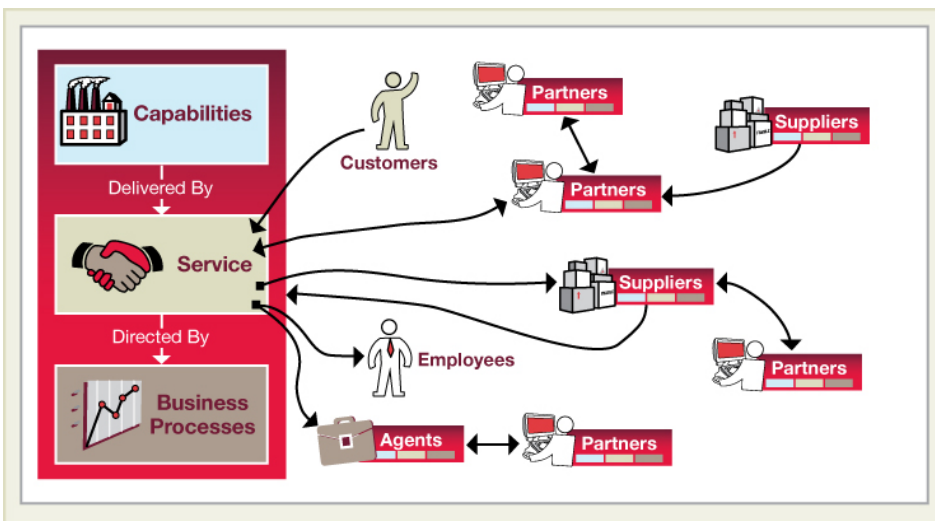 Capabilities
Delivered By
Service
Directed By
Business
Processes
Customers
Partners
Suppliers
Partners
Suppliers
Employees
Partners
Agents
Partners